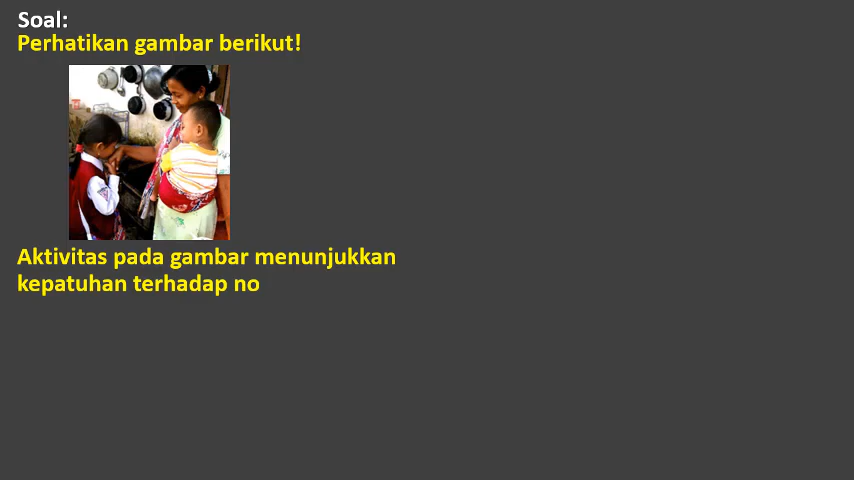 Soal:
Perhatikan gambar berikut!
Aktivitas pada gambar menunjukkan
kepatuhan terhadap no